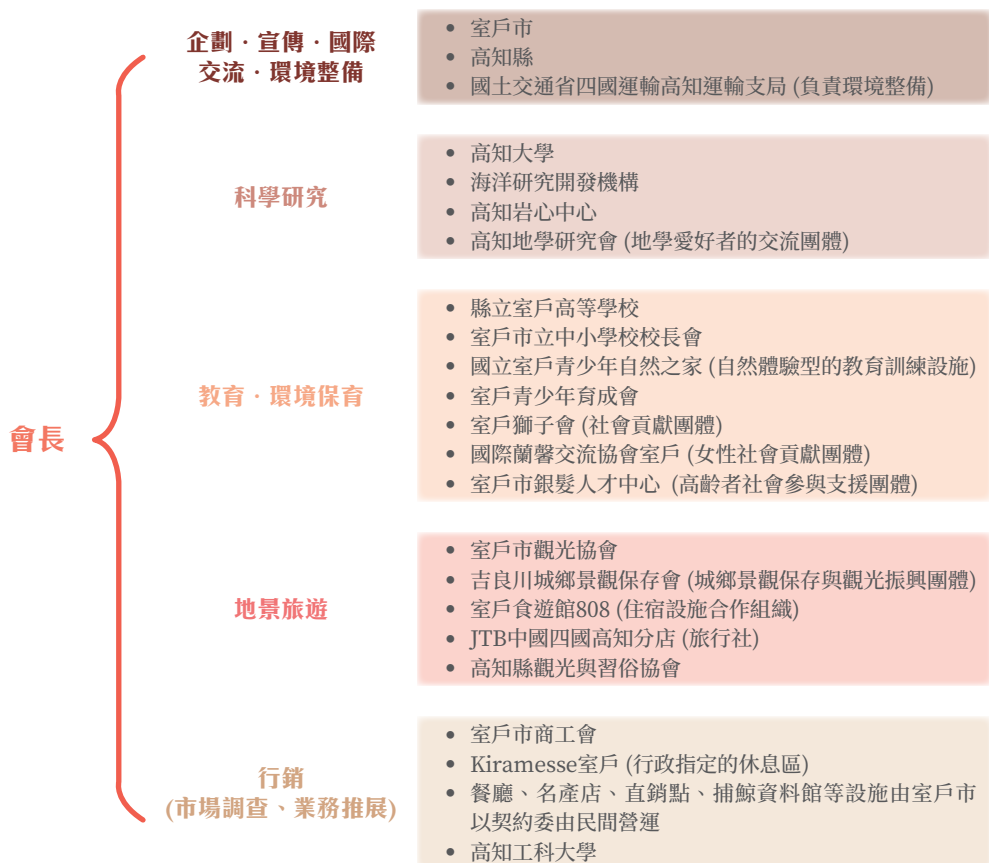 會長
企劃．宣傳．國際
交流．環境整備
• 室戶市
• 高知縣
• 國土交通省四國運輸高知運輸支局 (負責環境整備)
科學研究
• 高知大學
• 海洋研究開發機構
• 高知岩心中心
• 高知地學研究會 (地學愛好者的交流團體)
教育．環境保育
• 縣立室戶高等學校
• 室戶市立中小學校校長會
• 國立室戶青少年自然之家 (自然體驗型的教育訓練設施)
• 室戶青少年育成會
• 室戶獅子會 (社會貢獻團體)
• 國際蘭馨交流協會室戶 (女性社會貢獻團體)
• 室戶市銀髮人才中心 (高齡者社會參與支援團體)
地景旅遊
• 室戶市觀光協會
• 吉良川城鄉景觀保存會 (城鄉景觀保存與觀光振興團體)
• 室戶食遊館808 (住宿設施合作組織)
• JTB中國四國高知分店 (旅行社)
• 高知縣觀光與習俗協會
行銷
(市場調查、業務推展)
• 室戶市商工會
• Kiramesse室戶 (行政指定的休息區)
• 餐廳、名產店、直銷點、捕鯨資料館等設施由室戶市
以契約委由民間營運
• 高知工科大學